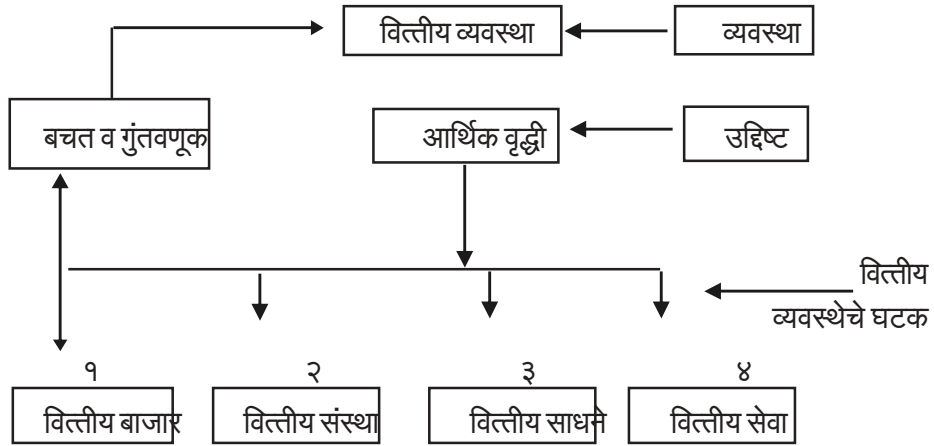 वित्तीय व्यवस्था
व्यवस्था
बचत व गुंतवणूक
आर्थिक वृद्धी
उद्दिष्ट
वित्तीय
व्यवस्थेचे घटक
१
२
३
४
वित्तीय बाजार
वित्तीय संस्था
वित्तीय साधने
वित्तीय सेवा